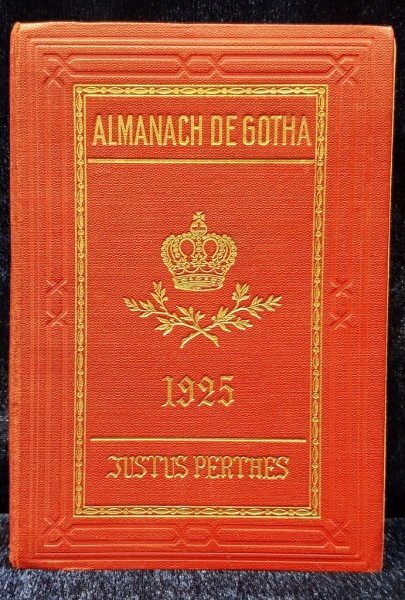 ALMANACH DE GOTHA
1925
JUSTUS PERTHES